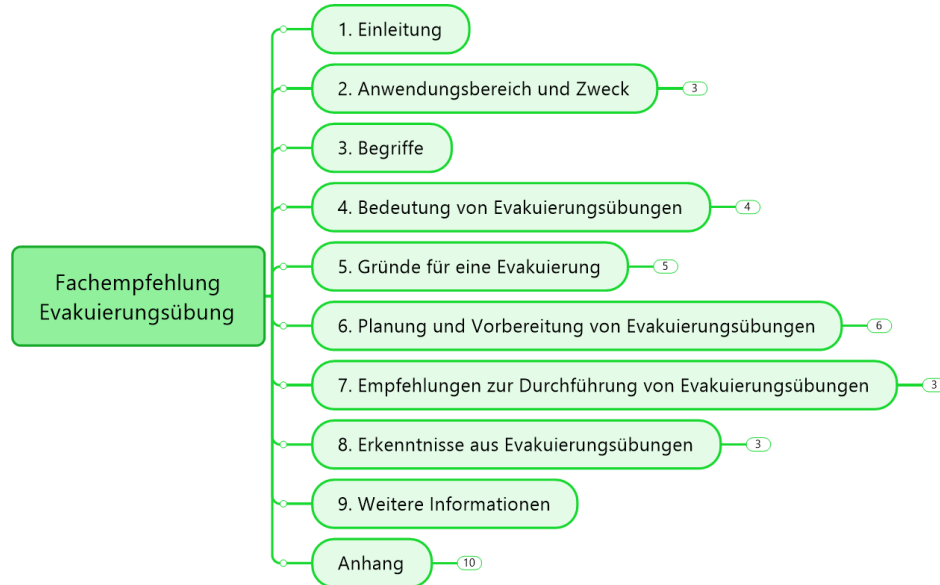 1. Einleitung
2. Anwendungsbereich und Zweck
3
3. Begriffe
4. Bedeutung von Evakuierungsübungen
4
Fachempfehlung
Evakuierungsübung
5. Gründe für eine Evakuierung
5
6. Planung und Vorbereitung von Evakuierungsübungen
6
7. Empfehlungen zur Durchführung von Evakuierungsübungen
3
8. Erkenntnisse aus Evakuierungsübungen
3
9. Weitere Informationen
Anhang
10